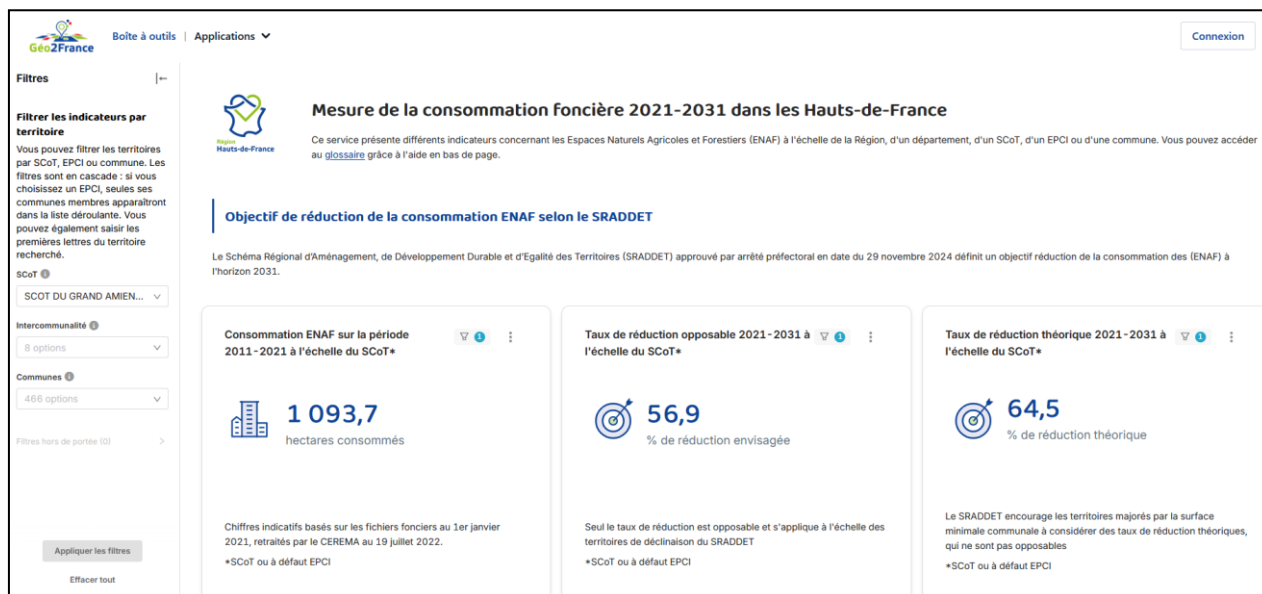 Géo2France
Boîte à outils | Applications
Connexion
Filtres
Filtrer les indicateurs par
territoire
Vous pouvez filtrer les territoires
par SCoT, EPCI ou commune. Les
filtres sont en cascade : si vous
choisissez un EPCI, seules ses
communes membres apparaîtront
dans la liste déroulante. Vous
pouvez également saisir les
premières lettres du territoire
recherché.
SCoT
SCOT DU GRAND AMIEN...
Intercommunalité
8 options
Communes
466 options
Filtres hors de portée (0)
Appliquer les filtres
Effacer tout
Région
Hauts-de-France
Mesure de la consommation foncière 2021-2031 dans les Hauts-de-France
Ce service présente différents indicateurs concernant les Espaces Naturels Agricoles et Forestiers (ENAF) à l'échelle de la Région, d'un département, d'un SCoT, d'un EPCI ou d'une commune. Vous pouvez accéder
au glossaire grâce à l'aide en bas de page.
Objectif de réduction de la consommation ENAF selon le SRADDET
Le Schéma Régional d'Aménagement, de Développement Durable et d'Egalité des Territoires (SRADDET) approuvé par arrêté préfectoral en date du 29 novembre 2024 définit un objectif réduction de la consommation des (ENAF) à
l'horizon 2031.
Consommation ENAF sur la période
2011-2021 à l'échelle du SCoT*
1
1 093,7
hectares consommés
Chiffres indicatifs basés sur les fichiers fonciers au 1er janvier
2021, retraités par le CEREMA au 19 juillet 2022.
*SCoT ou à défaut EPCI
Taux de réduction opposable 2021-2031 à
l'échelle du SCoT*
1
56,9
% de réduction envisagée
Seul le taux de réduction est opposable et s'applique à l'échelle des
territoires de déclinaison du SRADDET
*SCoT ou à défaut EPCI
Taux de réduction théorique 2021-2031 à
l'échelle du SCoT*
1
64,5
% de réduction théorique
Le SRADDET encourage les territoires majorés par la surface
minimale communale à considérer des taux de réduction théoriques,
qui ne sont pas opposables
*SCoT ou à défaut EPCI